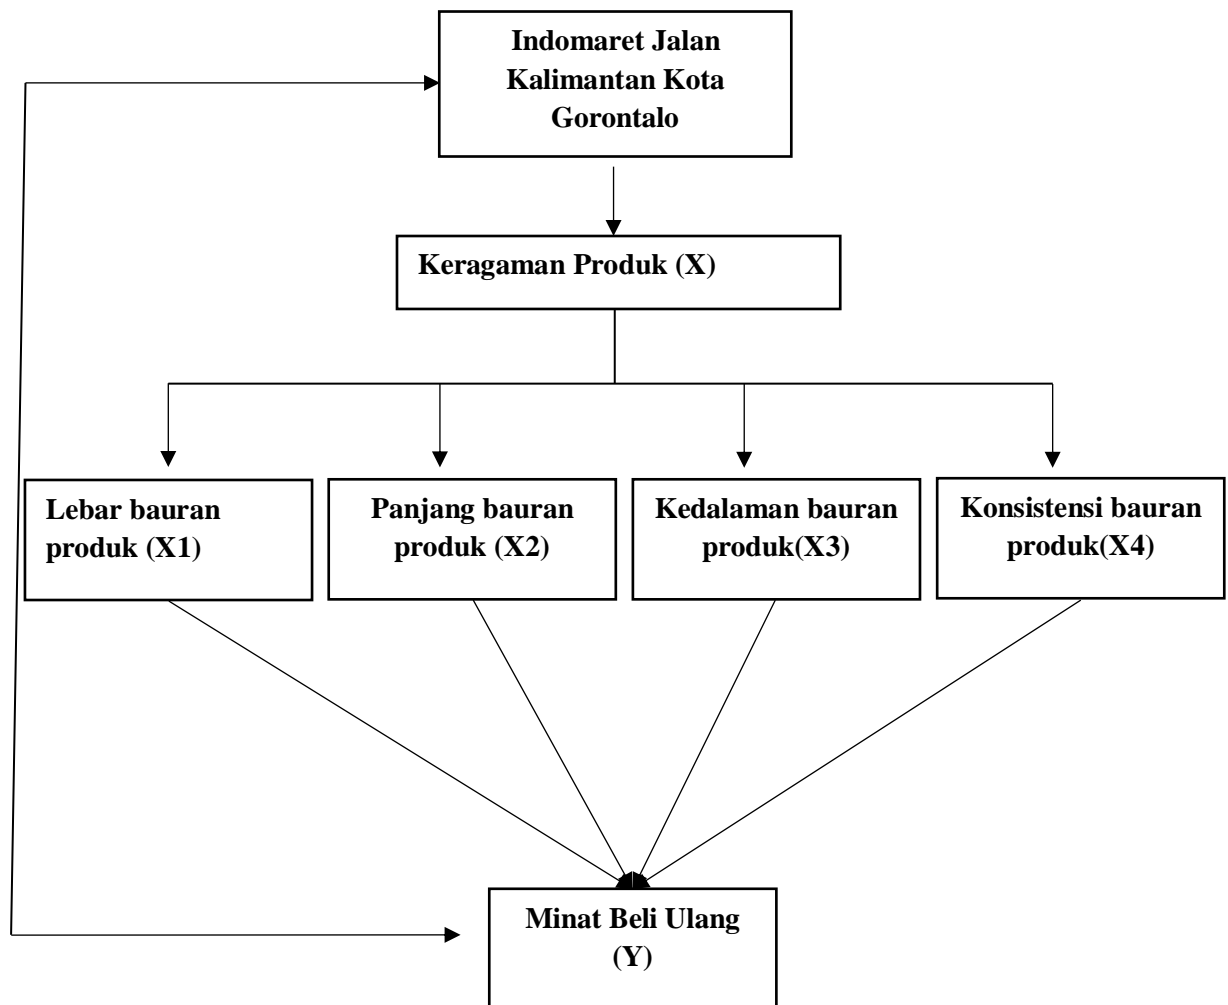 Indomaret Jalan
Kalimantan Kota
Gorontalo
Keragaman Produk (X)
Lebar bauran
produk (X1)
Panjang bauran
produk (X2)
Kedalaman bauran
produk(X3)
Konsistensi bauran
produk(X4)
Minat Beli Ulang
(Y)